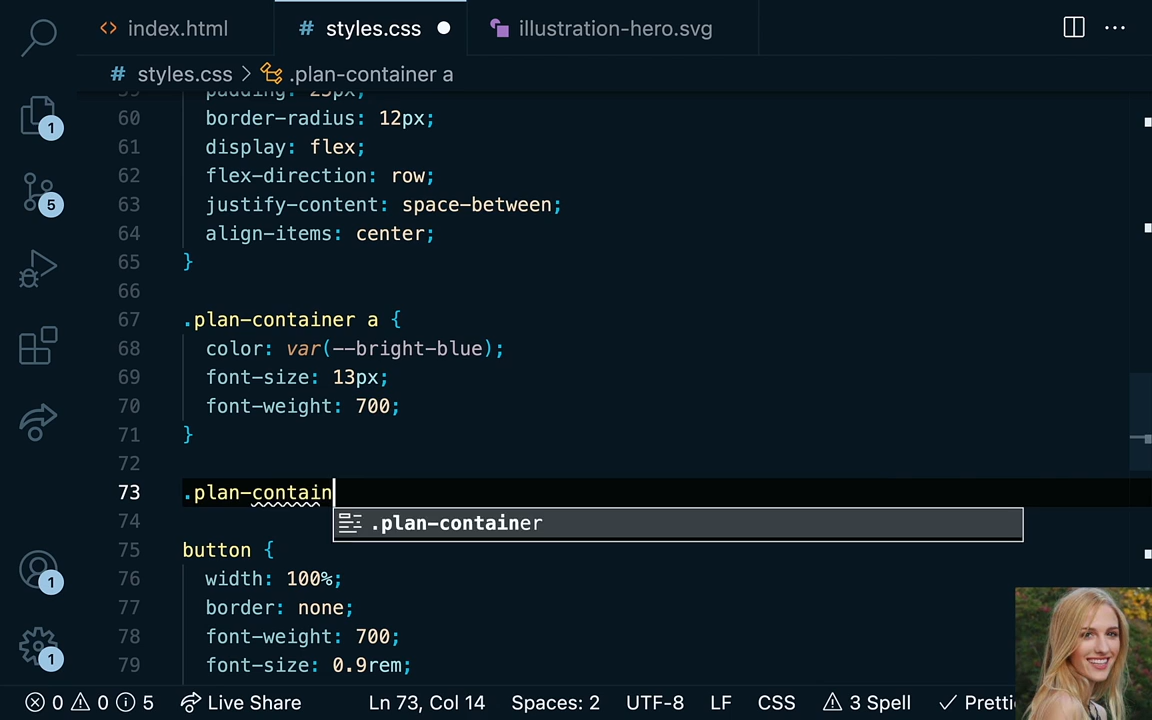 index.html
# styles.css
illustration-hero.svg
# styles.css > .plan-container a
59 padding: 25px;
60 border-radius: 12px;
61 display: flex;
62 flex-direction: row;
63 justify-content: space-between;
64 align-items: center;
65 }
66
67 .plan-container a {
68 color: var(--bright-blue);
69 font-size: 13px;
70 font-weight: 700;
71 }
72
73 .plan-contain
.plan-container
74
75 button {
76 width: 100%;
77 border: none;
78 font-weight: 700;
79 font-size: 0.9rem;
1
5
1
1
0 0 5 Live Share Ln 73, Col 14 Spaces: 2 UTF-8 LF CSS 3 Spell Pretti